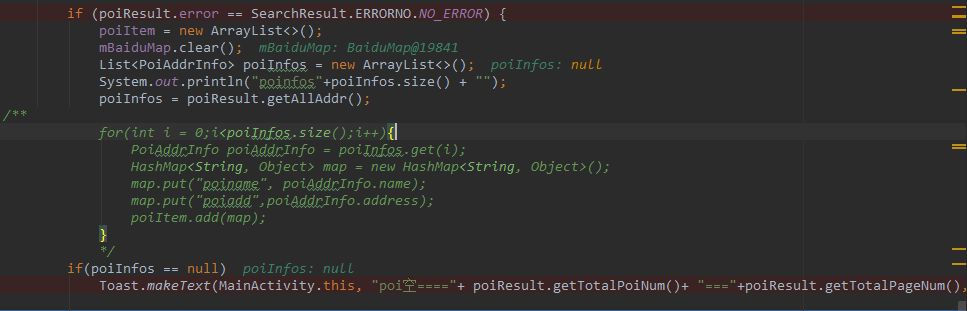 if (poiResult.error == SearchResult.ERRORNO.NO_ERROR) {
poiItem = new ArrayList<>();
mBaiduMap.clear();  mBaiduMap: BaiduMap@19841
List<PoiAddrInfo> poiInfos = new ArrayList<>();  poiInfos: null
System.out.println("poinfos"+poiInfos.size() + "");
poiInfos = poiResult.getAllAddr();
/**
for(int i = 0;i<poiInfos.size();i++){
PoiAddrInfo poiAddrInfo = poiInfos.get(i);
HashMap<String, Object> map = new HashMap<String, Object>();
map.put("poiname", poiAddrInfo.name);
map.put("poiadd",poiAddrInfo.address);
poiItem.add(map);
}
*/
if(poiInfos == null)  poiInfos: null
Toast.makeText(MainActivity.this, "poi空===="+ poiResult.getTotalPoiNum()+ "==="+poiResult.getTotalPageNum(),